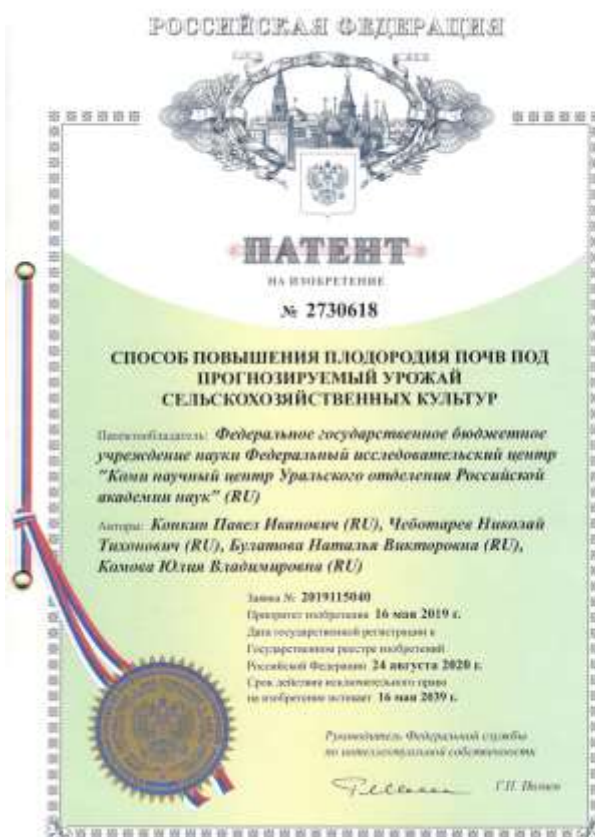 РОССИЙСКАЯ ФЕДЕРАЦИЯ
ПАТЕНТ
НА ИЗОБРЕТЕНИЕ
№ 2730618
СПОСОБ ПОВЫШЕНИЯ ПЛОДОРОДИЯ ПОЧВ ПОД
ПРОГНОЗИРУЕМЫЙ УРОЖАЙ
СЕЛЬСКОХОЗЯЙСТВЕННЫХ КУЛЬТУР
Патентообладатель: Федеральное государственное бюджетное
учреждение науки Федеральный исследовательский центр
"Коми научный центр Уральского отделения Российской
академии наук" (RU)
Авторы: Конкин Павел Иванович (RU), Чеботарев Николай
Тихонович (RU), Булатова Наталья Викторовна (RU),
Комова Юлия Владимировна (RU)
Заявка № 2019115040
Приоритет изобретения 16 мая 2019 г.
Дата государственной регистрации в
Государственном реестре изобретений
Российской Федерации 24 августа 2020 г.
Срок действия исключительного права
на изобретение истекает 16 мая 2039 г.
Руководитель Федеральной службы
по интеллектуальной собственности
Г.П. Ивлиев